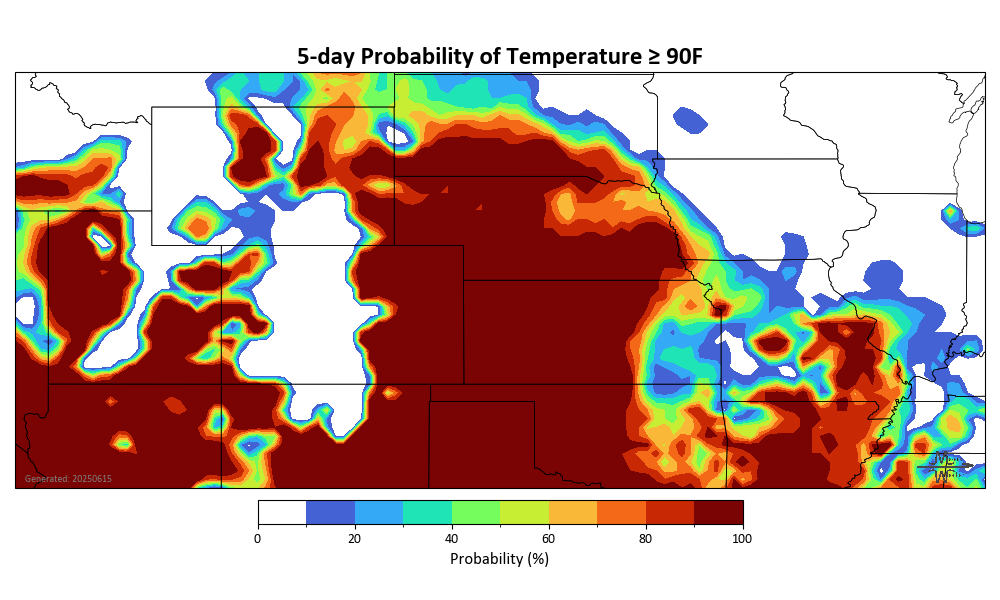 5-day Probability of Temperature ≥ 90F
Generated: 20250615
0 20 40 60 80 100
Probability (%)